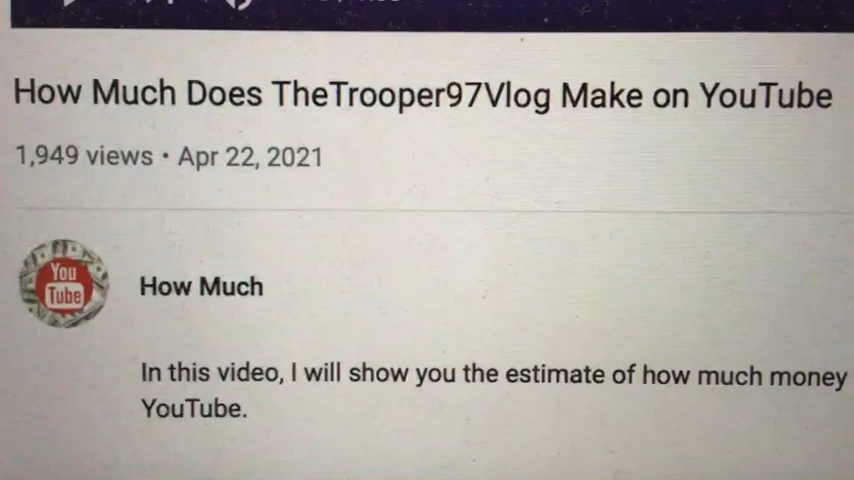 How Much Does TheTrooper97Vlog Make on YouTube
1,949 views • Apr 22, 2021
You
Tube
How Much
In this video, I will show you the estimate of how much money
YouTube.